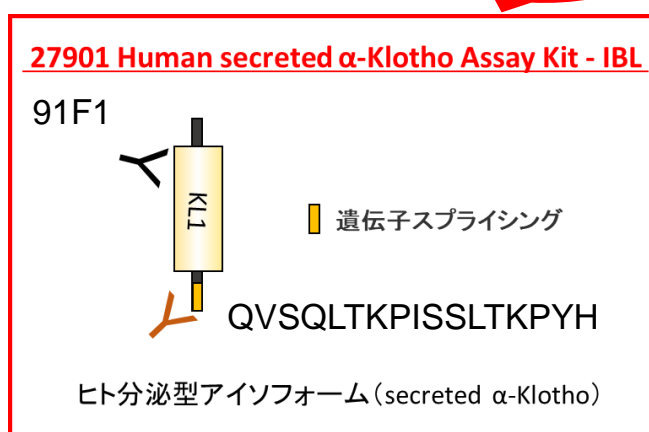 27901 Human secreted α-Klotho Assay Kit - IBL
91F1
KL1
遺伝子スプライシング
QVSQLTKPISSLTKPYH
ヒト分泌型アイソフォーム（secreted α-Klotho）